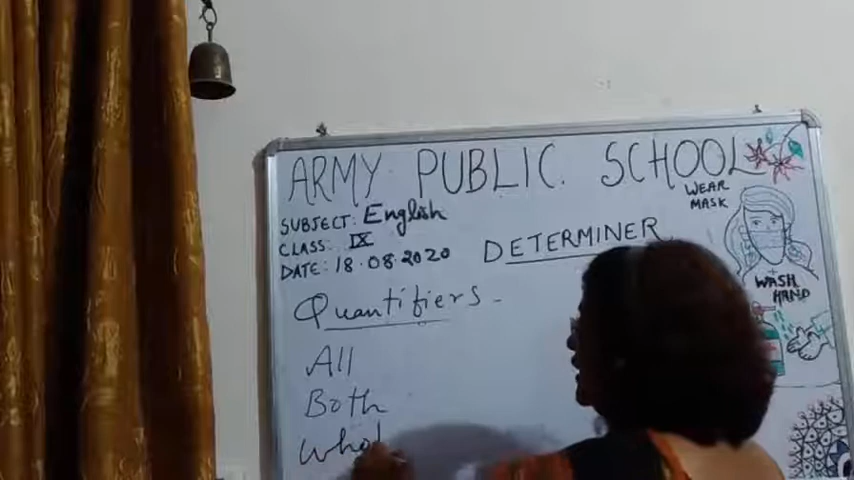 ARMY PUBLIC SCHOOL
SUBJECT: English
CLASS: IX
DATE: 18.08.2020
DETERMINER
WEAR
MASK
WASH
HAND
Quantifiers -
All
Both